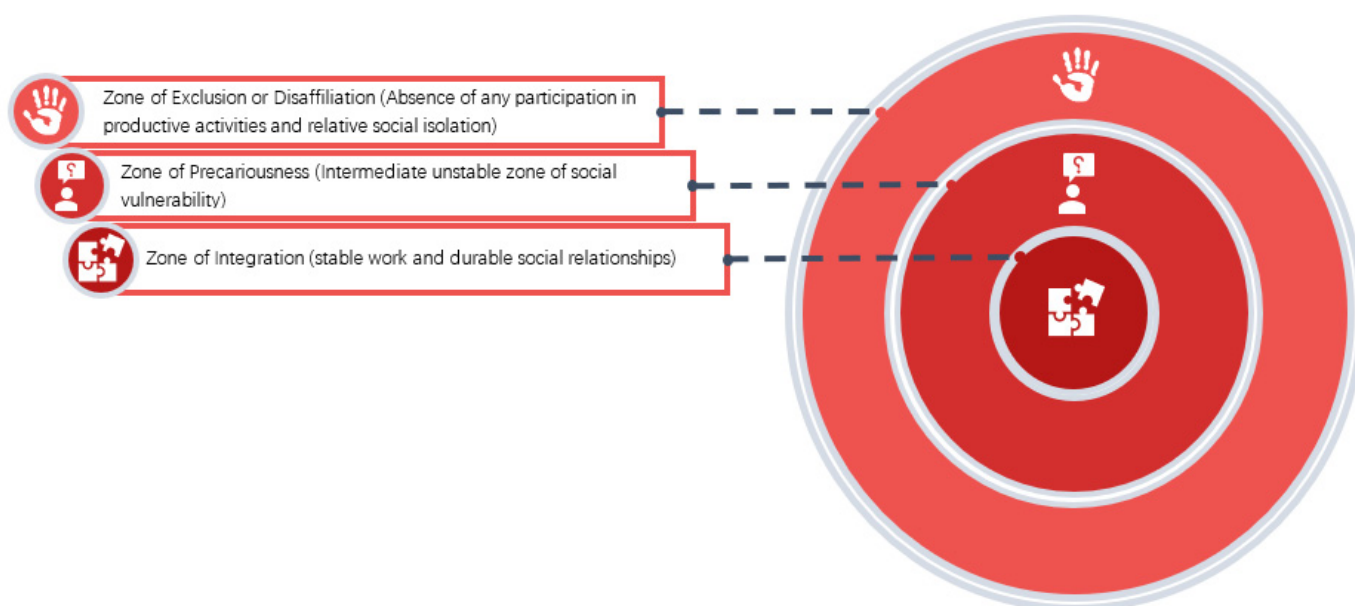 Zone of Exclusion or Disaffiliation (Absence of any participation in
productive activities and relative social isolation)
Zone of Precariousness (Intermediate unstable zone of social
vulnerability)
Zone of Integration (stable work and durable social relationships)